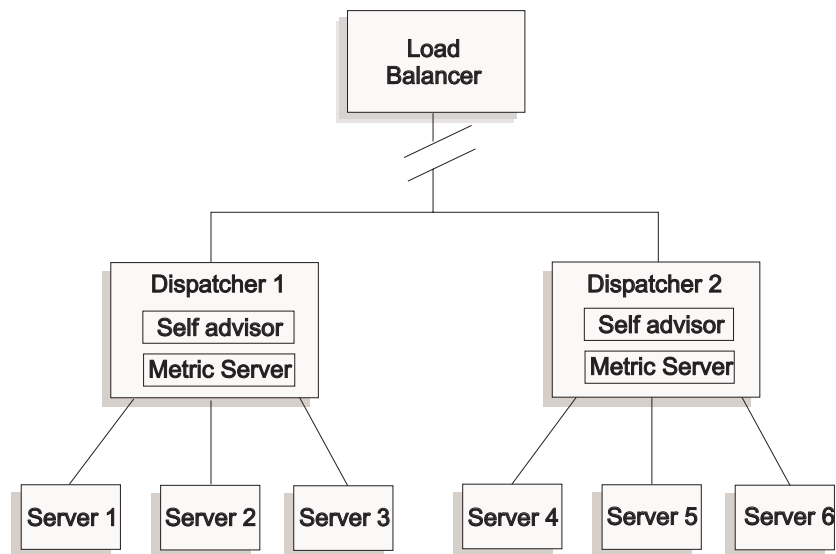 Load
Balancer
Dispatcher 1
Self advisor
Metric Server
Dispatcher 2
Self advisor
Metric Server
Server 1
Server 2
Server 3
Server 4
Server 5
Server 6